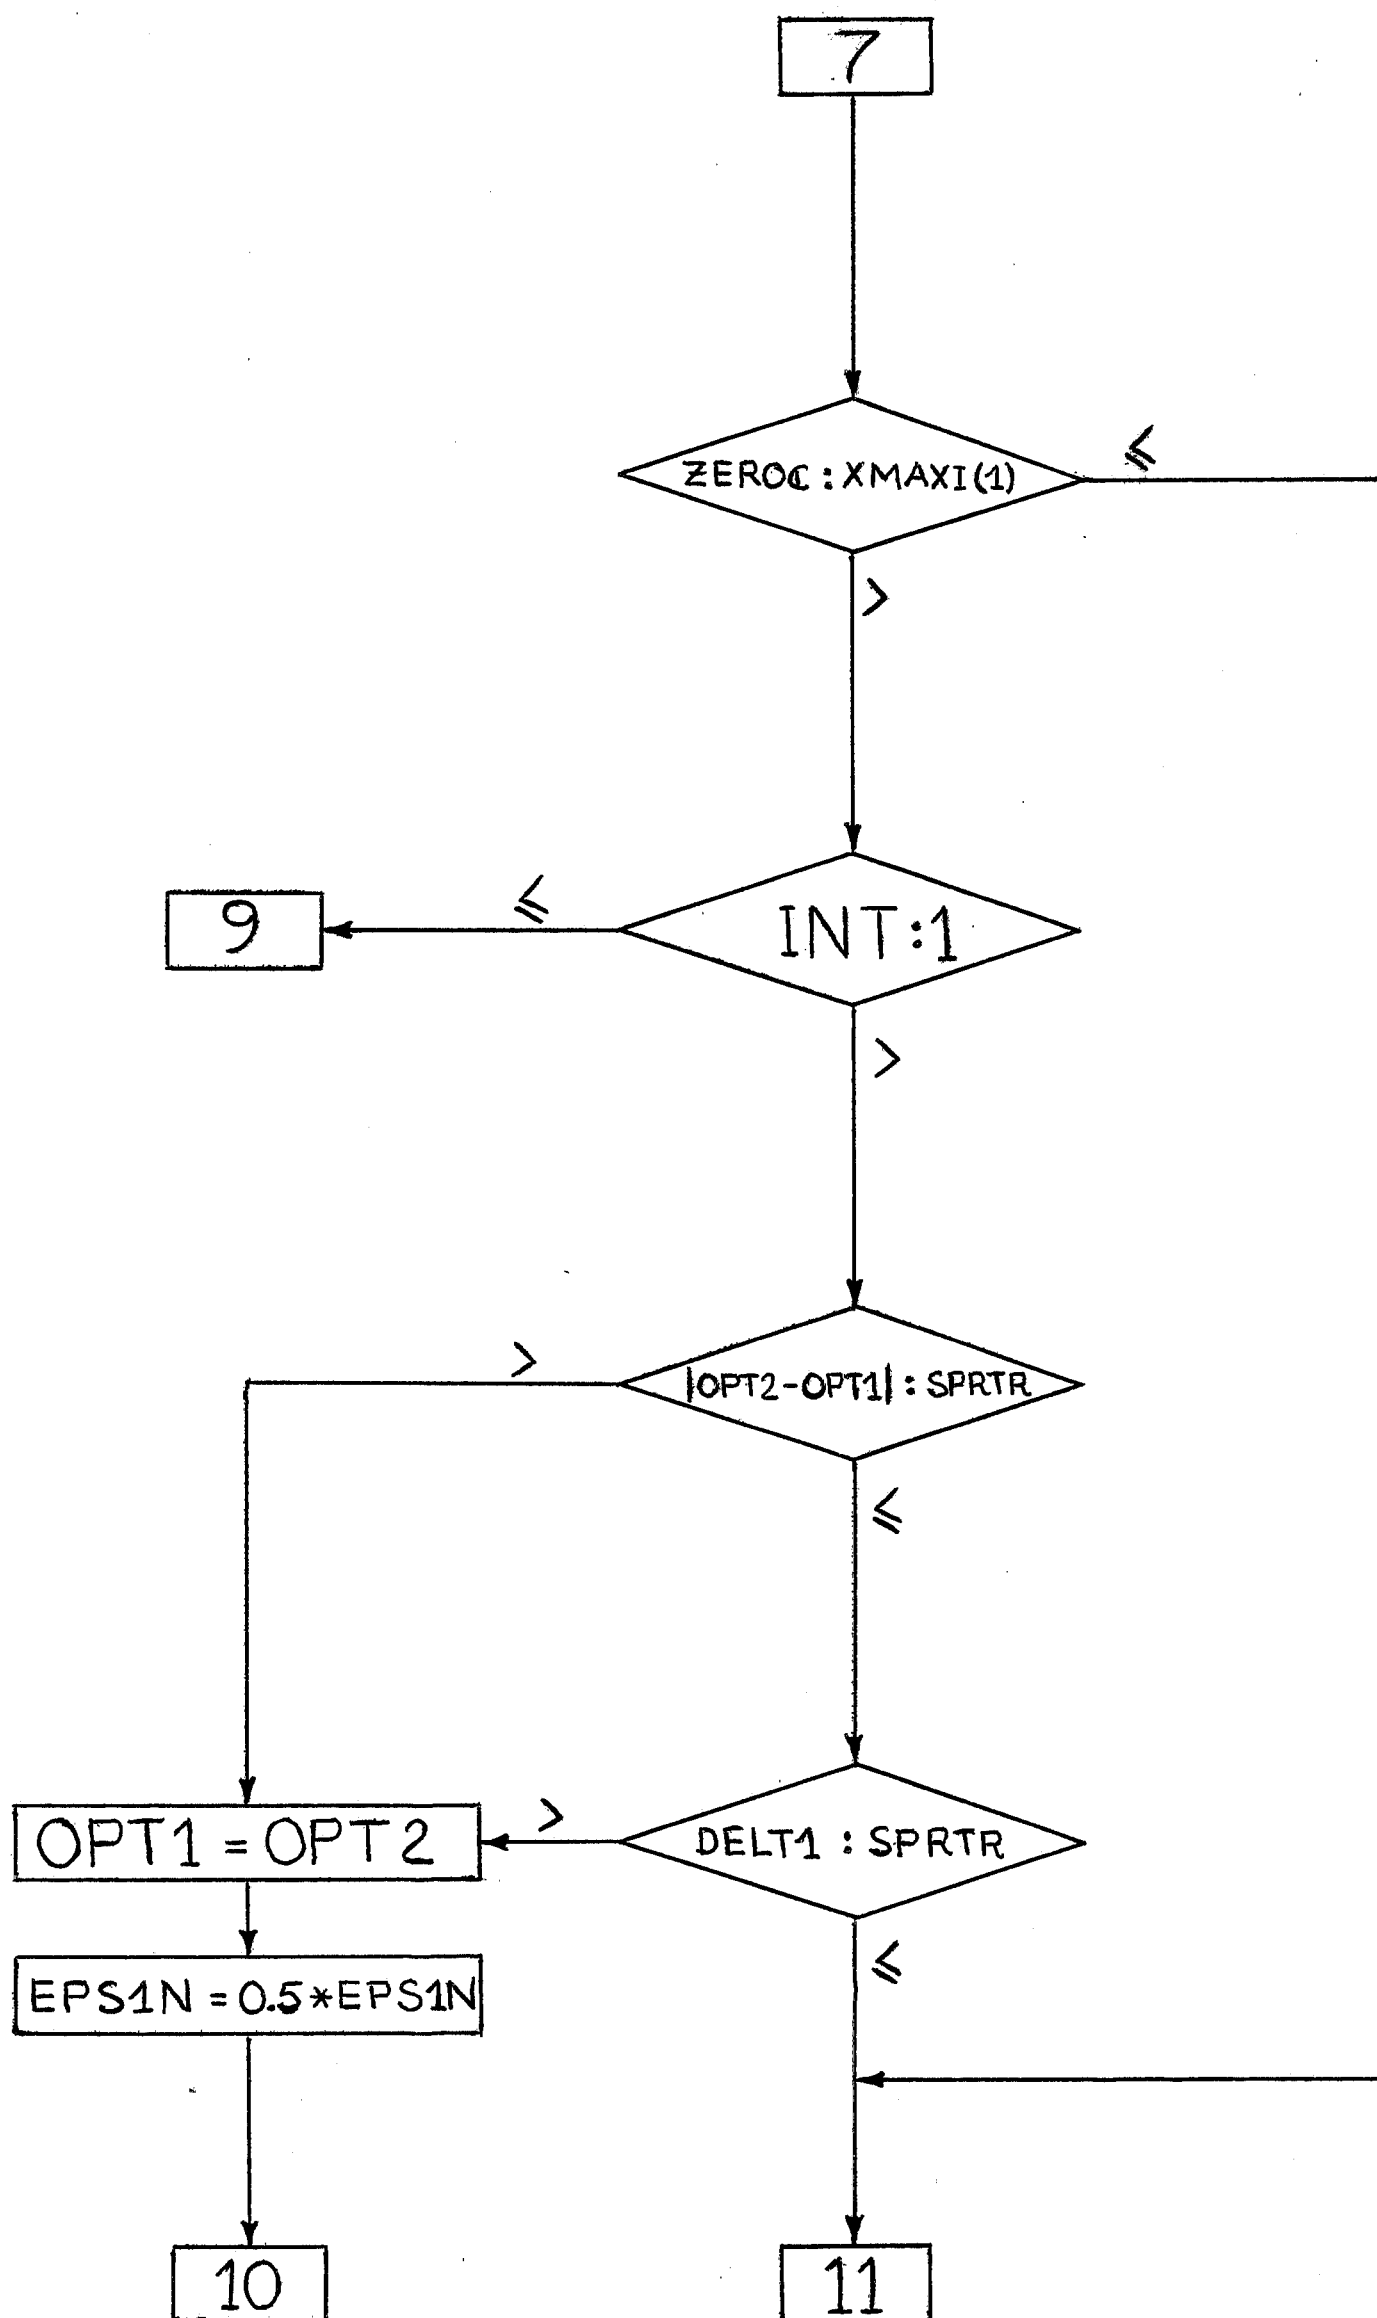 7
ZEROC : XMAXI(1)
≤
>
INT:1
≤
9
>
|OPT2-OPT1| : SPRTR
>
≤
DELT1 : SPRTR
>
OPT1 = OPT2
≤
EPS1N = 0.5*EPS1N
10
11